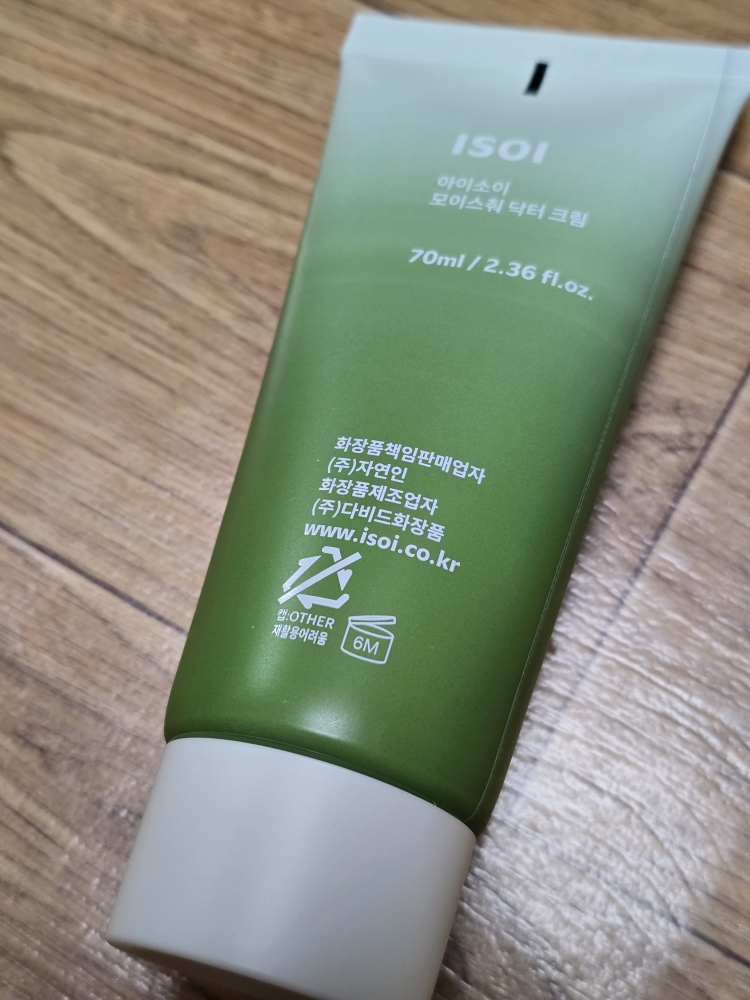 ISOI
아이소이
모이스춰 닥터 크림
70ml / 2.36 fl.oz.
화장품책임판매업자
(주)자연인
화장품제조업자
(주)다비드화장품
www.isoi.co.kr
캡:OTHER
재활용어려움
6M